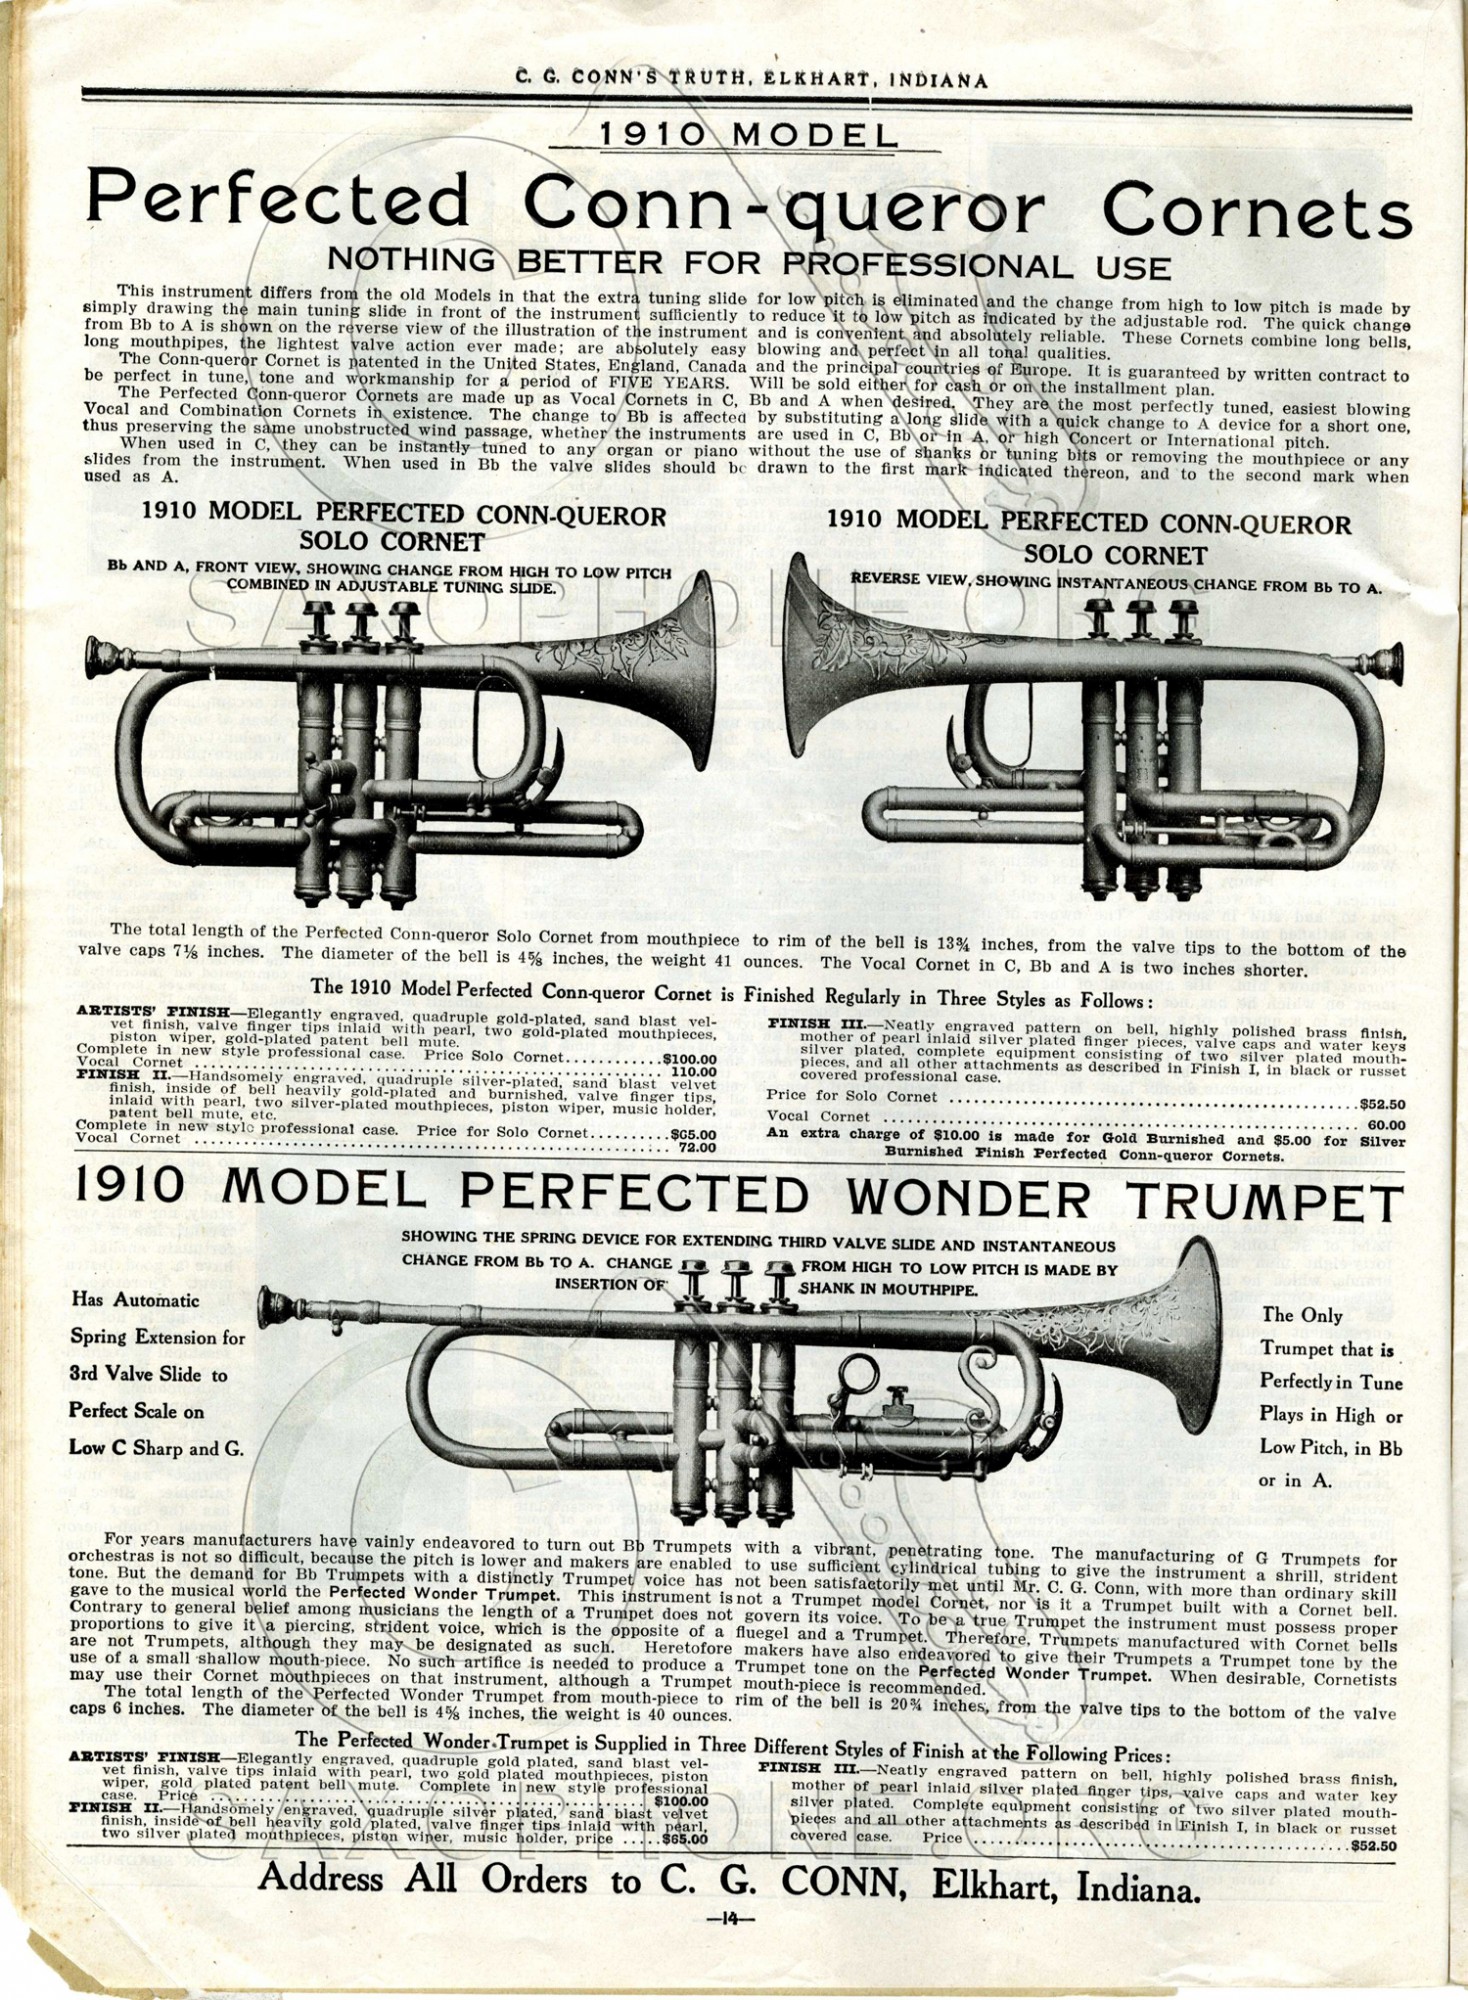 C. G. CONN'S TRUTH, ELKHART, INDIANA
1910 MODEL
Perfected Conn-queror Cornets
NOTHING BETTER FOR PROFESSIONAL USE
This instrument differs from the old Models in that the extra tuning slide for low pitch is eliminated and the change from high to low pitch is made by
simply drawing the main tuning slide in front of the instrument sufficiently to reduce it to low pitch as indicated by the adjustable rod. The quick change
from Bb to A is shown on the reverse view of the illustration of the instrument and is convenient and absolutely reliable. These Cornets combine long bells,
long mouthpipes, the lightest valve action ever made; are absolutely easy blowing and perfect in all tonal qualities.
The Conn-queror Cornet is patented in the United States, England, Canada and the principal countries of Europe. It is guaranteed by written contract to
be perfect in tune, tone and workmanship for a period of FIVE YEARS. Will be sold either for cash or on the installment plan.
The Perfected Conn-queror Cornets are made up as Vocal Cornets in C, Bb and A when desired. They are the most perfectly tuned, easiest blowing
Vocal and Combination Cornets in existence. The change to Bb is affected by substituting a long slide with a quick change to A device for a short one,
thus preserving the same unobstructed wind passage, whether the instruments are used in C, Bb or in A, or high Concert or International pitch.
When used in C, they can be instantly tuned to any organ or piano without the use of shanks or tuning bits or removing the mouthpiece or any
slides from the instrument. When used in Bb the valve slides should be drawn to the first mark indicated thereon, and to the second mark when
used as A.
1910 MODEL PERFECTED CONN-QUEROR
SOLO CORNET
Bb AND A, FRONT VIEW, SHOWING CHANGE FROM HIGH TO LOW PITCH
COMBINED IN ADJUSTABLE TUNING SLIDE.
1910 MODEL PERFECTED CONN-QUEROR
SOLO CORNET
REVERSE VIEW, SHOWING INSTANTANEOUS CHANGE FROM Bb TO A.
SAXOPHONE.ORG
The total length of the Perfected Conn-queror Solo Cornet from mouthpiece to rim of the bell is 13¾ inches, from the valve tips to the bottom of the
valve caps 7⅛ inches. The diameter of the bell is 4⅝ inches, the weight 41 ounces. The Vocal Cornet in C, Bb and A is two inches shorter.
The 1910 Model Perfected Conn-queror Cornet is Finished Regularly in Three Styles as Follows:
ARTISTS' FINISH—Elegantly engraved, quadruple gold-plated, sand blast vel-
vet finish, valve finger tips inlaid with pearl, two gold-plated mouthpieces,
piston wiper, gold-plated patent bell mute.
Complete in new style professional case. Price Solo Cornet............$100.00
Vocal Cornet ............ 110.00
FINISH II.—Handsomely engraved, quadruple silver-plated, sand blast velvet
finish, inside of bell heavily gold-plated and burnished, valve finger tips,
inlaid with pearl, two silver-plated mouthpieces, piston wiper, music holder,
patent bell mute, etc.
Complete in new style professional case. Price for Solo Cornet..........$65.00
Vocal Cornet ............ 72.00
FINISH III.—Neatly engraved pattern on bell, highly polished brass finish,
mother of pearl inlaid silver plated finger pieces, valve caps and water keys
silver plated, complete equipment consisting of two silver plated mouth-
pieces, and all other attachments as described in Finish I, in black or russet
covered professional case.
Price for Solo Cornet ............$52.50
Vocal Cornet ............ 60.00
An extra charge of $10.00 is made for Gold Burnished and $5.00 for Silver
Burnished Finish Perfected Conn-queror Cornets.
1910 MODEL PERFECTED WONDER TRUMPET
SHOWING THE SPRING DEVICE FOR EXTENDING THIRD VALVE SLIDE AND INSTANTANEOUS
CHANGE FROM Bb TO A. CHANGE FROM HIGH TO LOW PITCH IS MADE BY
INSERTION OF SHANK IN MOUTHPIPE.
Has Automatic
Spring Extension for
3rd Valve Slide to
Perfect Scale on
Low C Sharp and G.
The Only
Trumpet that is
Perfectly in Tune
Plays in High or
Low Pitch, in Bb
or in A.
For years manufacturers have vainly endeavored to turn out Bb Trumpets with a vibrant, penetrating tone. The manufacturing of G Trumpets for
orchestras is not so difficult, because the pitch is lower and makers are enabled to use sufficient cylindrical tubing to give the instrument a shrill, strident
tone. But the demand for Bb Trumpets with a distinctly Trumpet voice has not been satisfactorily met until Mr. C. G. Conn, with more than ordinary skill
gave to the musical world the Perfected Wonder Trumpet. This instrument is not a Trumpet model Cornet, nor is it a Trumpet built with a Cornet bell.
Contrary to general belief among musicians the length of a Trumpet does not govern its voice. To be a true Trumpet the instrument must possess proper
proportions to give it a piercing, strident voice, which is the opposite of a fluegel and a Trumpet. Therefore, Trumpets manufactured with Cornet bells
are not Trumpets, although they may be designated as such. Heretofore makers have also endeavored to give their Trumpets a Trumpet tone by the
use of a small shallow mouth-piece. No such artifice is needed to produce a Trumpet tone on the Perfected Wonder Trumpet. When desirable, Cornetists
may use their Cornet mouthpieces on that instrument, although a Trumpet mouth-piece is recommended.
The total length of the Perfected Wonder Trumpet from mouth-piece to rim of the bell is 20¾ inches, from the valve tips to the bottom of the valve
caps 6 inches. The diameter of the bell is 4⅝ inches, the weight is 40 ounces.
The Perfected Wonder Trumpet is Supplied in Three Different Styles of Finish at the Following Prices:
ARTISTS' FINISH—Elegantly engraved, quadruple gold plated, sand blast vel-
vet finish, valve tips inlaid with pearl, two gold plated mouthpieces, piston
wiper, gold plated patent bell mute. Complete in new style professional
case. Price ............$100.00
FINISH II.—Handsomely engraved, quadruple silver plated, sand blast velvet
finish, inside of bell heavily gold plated, valve finger tips inlaid with pearl,
two silver plated mouthpieces, piston wiper, music holder, price .....$65.00
FINISH III.—Neatly engraved pattern on bell, highly polished brass finish,
mother of pearl inlaid silver plated finger tips, valve caps and water key
silver plated. Complete equipment consisting of two silver plated mouth-
pieces and all other attachments as described in Finish I, in black or russet
covered case. Price ............$52.50
SAXOPHONE.ORG
Address All Orders to C. G. CONN, Elkhart, Indiana.
—14—